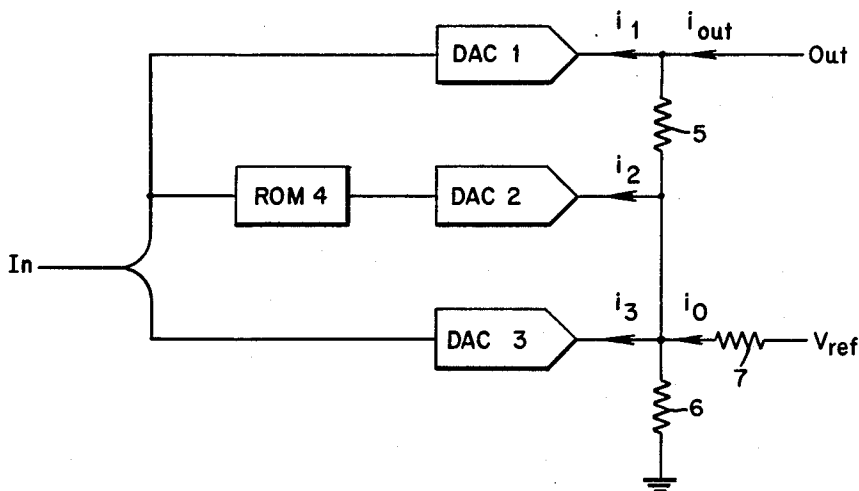 i1
iout
DAC 1
Out
5
i2
ROM 4
DAC 2
In
i3
i0
DAC 3
Vref
7
6